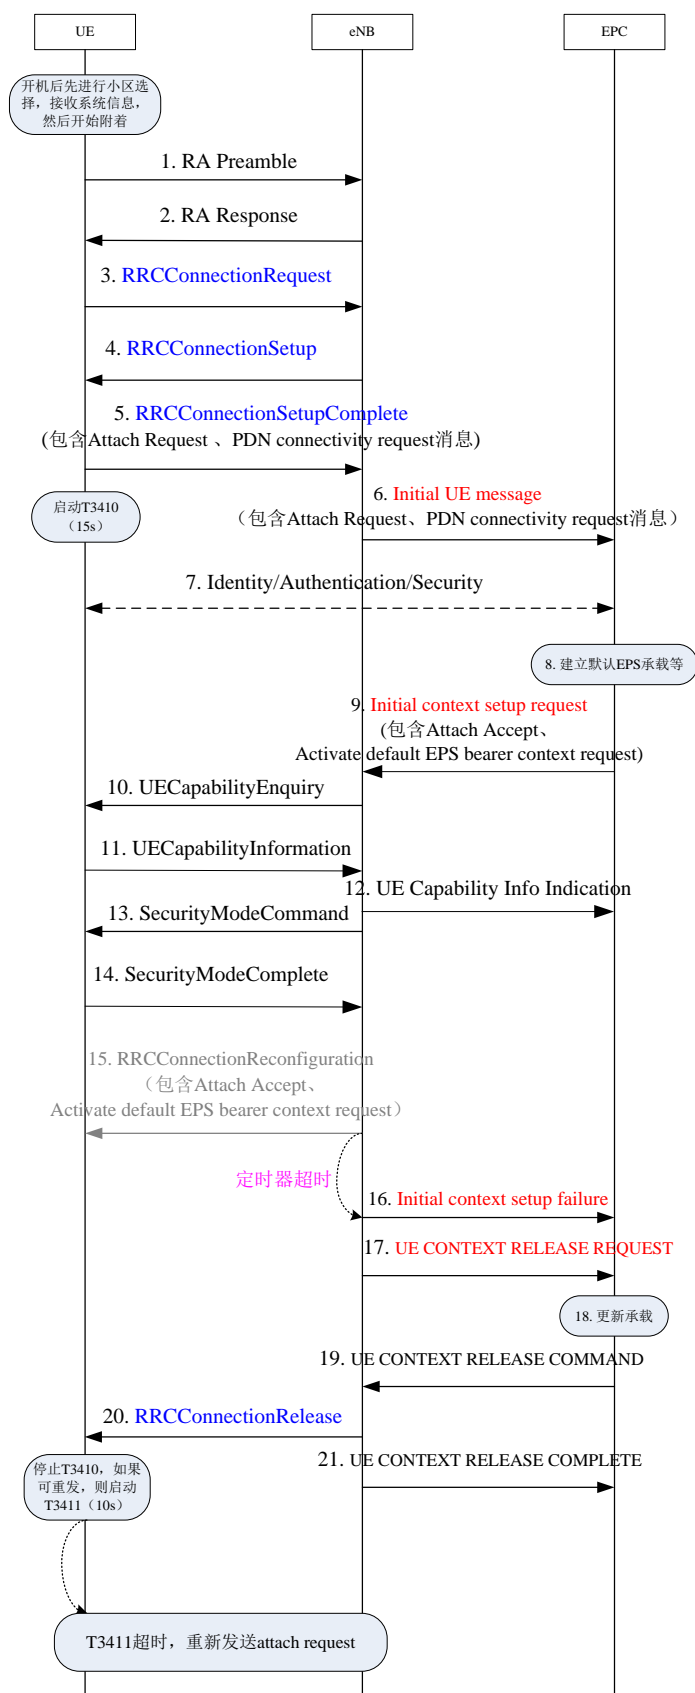 UE
eNB
EPC
开机后先进行小区选
择，接收系统信息，
然后开始附着
1. RA Preamble
2. RA Response
3. RRCConnectionRequest
4. RRCConnectionSetup
5. RRCConnectionSetupComplete
(包含Attach Request 、PDN connectivity request消息)
启动T3410
（15s）
6. Initial UE message
（包含Attach Request、PDN connectivity request消息）
7. Identity/Authentication/Security
8. 建立默认EPS承载等
9. Initial context setup request
(包含Attach Accept、
Activate default EPS bearer context request)
10. UECapabilityEnquiry
11. UECapabilityInformation
12. UE Capability Info Indication
13. SecurityModeCommand
14. SecurityModeComplete
15. RRCConnectionReconfiguration
（包含Attach Accept、
Activate default EPS bearer context request）
定时器超时
16. Initial context setup failure
17. UE CONTEXT RELEASE REQUEST
18. 更新承载
19. UE CONTEXT RELEASE COMMAND
20. RRCConnectionRelease
21. UE CONTEXT RELEASE COMPLETE
停止T3410，如果
可重发，则启动
T3411（10s）
T3411超时，重新发送attach request